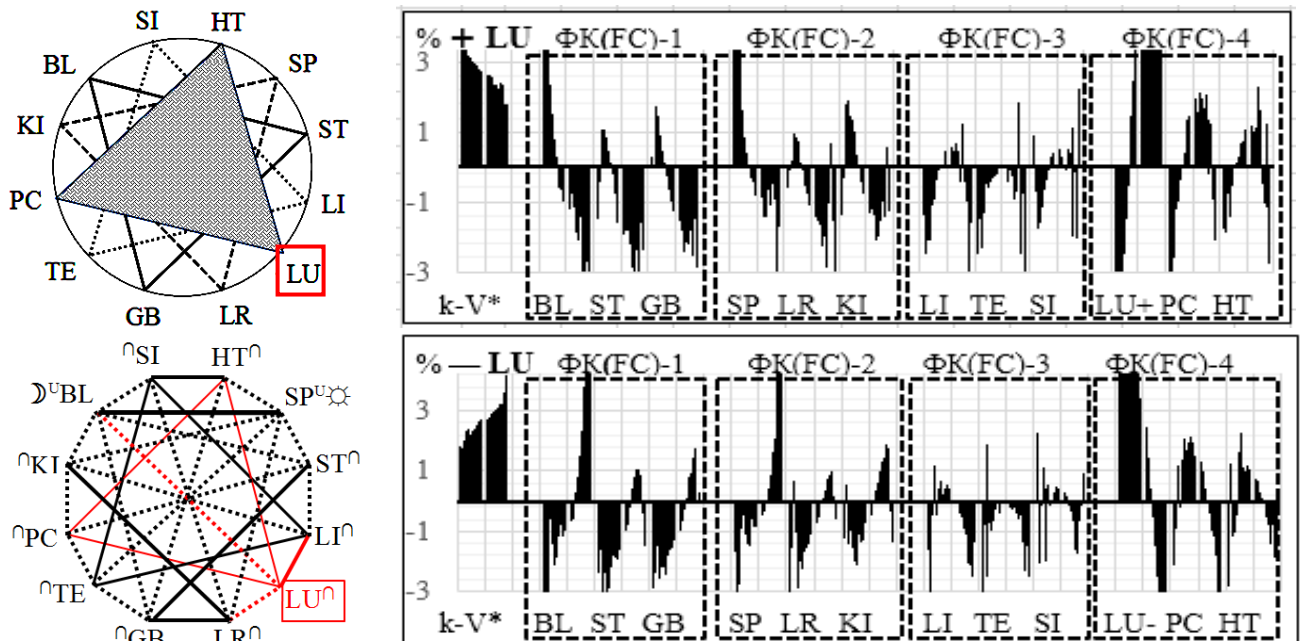 SI HT
BL SP
KI ST
PC LI
TE LU
GB LR
% + LU ФК(FC)-1 ФК(FC)-2 ФК(FC)-3 ФК(FC)-4
3
1
-1
-3
k-V* BL ST GB SP LR KI LI TE SI LU+ PC HT
∩SI HT∩
☽ᑌBL SPᑌ☼
∩KI ST∩
∩PC LI∩
∩TE LU∩
∩GB LR∩
% — LU ФК(FC)-1 ФК(FC)-2 ФК(FC)-3 ФК(FC)-4
3
1
-1
-3
k-V* BL ST GB SP LR KI LI TE SI LU- PC HT